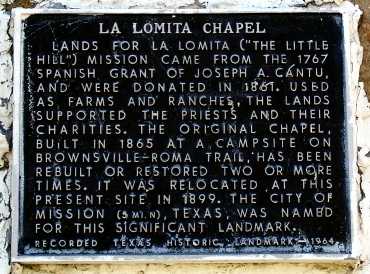 LA LOMITA CHAPEL
LANDS FOR LA LOMITA ("THE LITTLE
HILL") MISSION CAME FROM THE 1767
SPANISH GRANT OF JOSEPH A. CANTU,
AND WERE DONATED IN 1861. USED
AS FARMS AND RANCHES, THE LANDS
SUPPORTED THE PRIESTS AND THEIR
CHARITIES. THE ORIGINAL CHAPEL,
BUILT IN 1865 AT A CAMPSITE ON
BROWNSVILLE-ROMA TRAIL, HAS BEEN
REBUILT OR RESTORED TWO OR MORE
TIMES. IT WAS RELOCATED AT THIS
PRESENT SITE IN 1899. THE CITY OF
MISSION (5 MI. N), TEXAS, WAS NAMED
FOR THIS SIGNIFICANT LANDMARK.
RECORDED TEXAS HISTORIC LANDMARK-1964